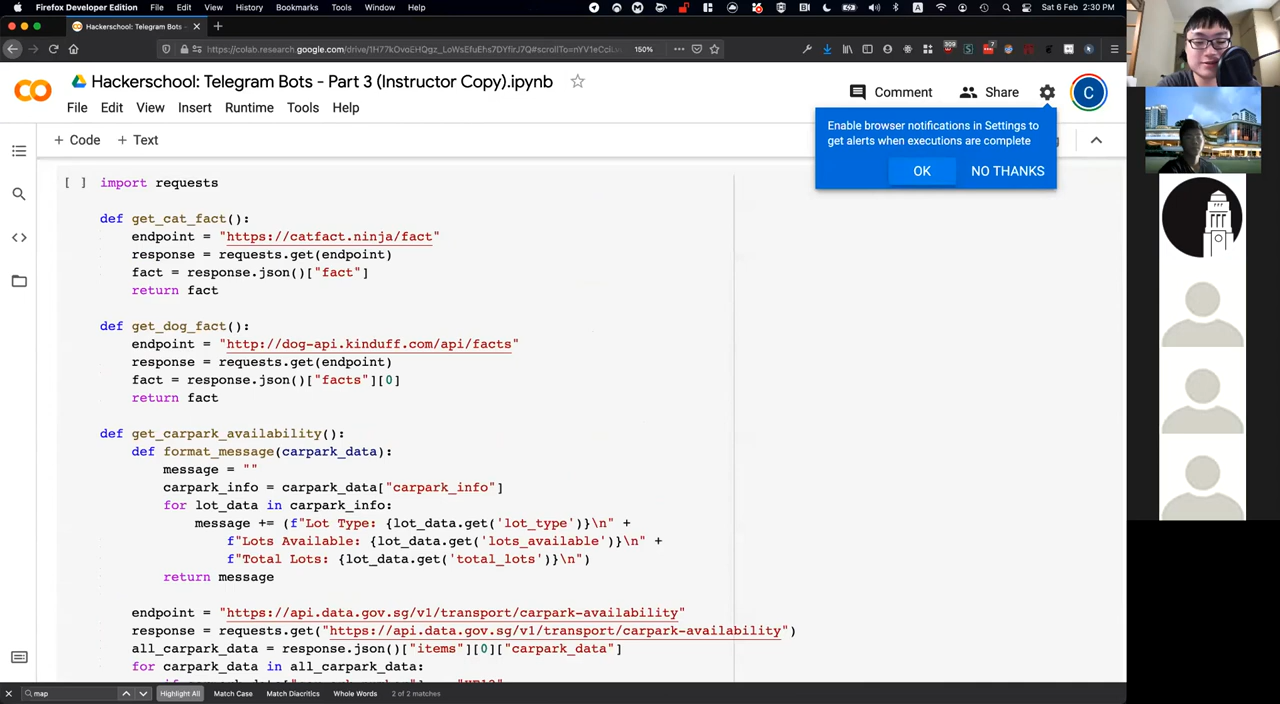 Firefox Developer Edition File Edit View History Bookmarks Tools Window Help
Sat 6 Feb 2:30 PM
Hackerschool: Telegram Bots -
150%
309
Hackerschool: Telegram Bots - Part 3 (Instructor Copy).ipynb
File Edit View Insert Runtime Tools Help
Comment
Share
C
+ Code + Text
Enable browser notifications in Settings to
get alerts when executions are complete
OK
NO THANKS
[ ] import requests
def get_cat_fact():
endpoint = "https://catfact.ninja/fact"
response = requests.get(endpoint)
fact = response.json()["fact"]
return fact
def get_dog_fact():
endpoint = "http://dog-api.kinduff.com/api/facts"
response = requests.get(endpoint)
fact = response.json()["facts"][0]
return fact
def get_carpark_availability():
def format_message(carpark_data):
message = ""
carpark_info = carpark_data["carpark_info"]
for lot_data in carpark_info:
message += (f"Lot Type: {lot_data.get('lot_type')}\n" +
f"Lots Available: {lot_data.get('lots_available')}\n" +
f"Total Lots: {lot_data.get('total_lots')}\n")
return message
endpoint = "https://api.data.gov.sg/v1/transport/carpark-availability"
response = requests.get("https://api.data.gov.sg/v1/transport/carpark-availability")
all_carpark_data = response.json()["items"][0]["carpark_data"]
for carpark_data in all_carpark_data:
map
Highlight All Match Case Match Diacritics Whole Words 2 of 2 matches